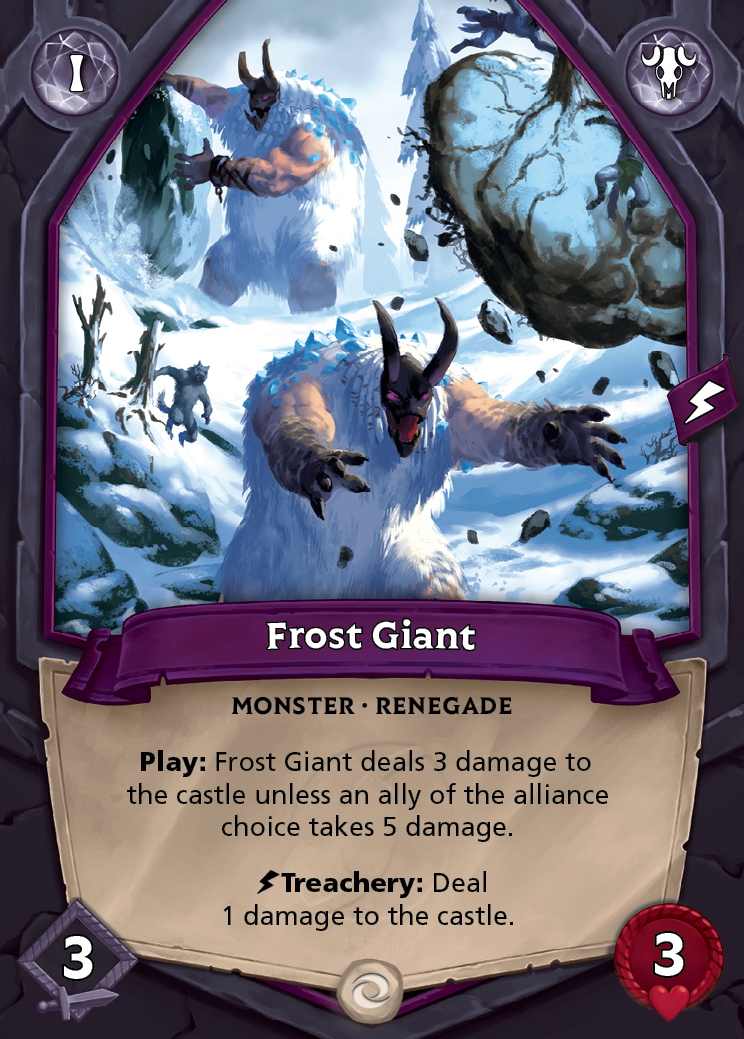 I
Frost Giant
MONSTER · RENEGADE
Play: Frost Giant deals 3 damage to
the castle unless an ally of the alliance
choice takes 5 damage.
Treachery: Deal
1 damage to the castle.
3
3